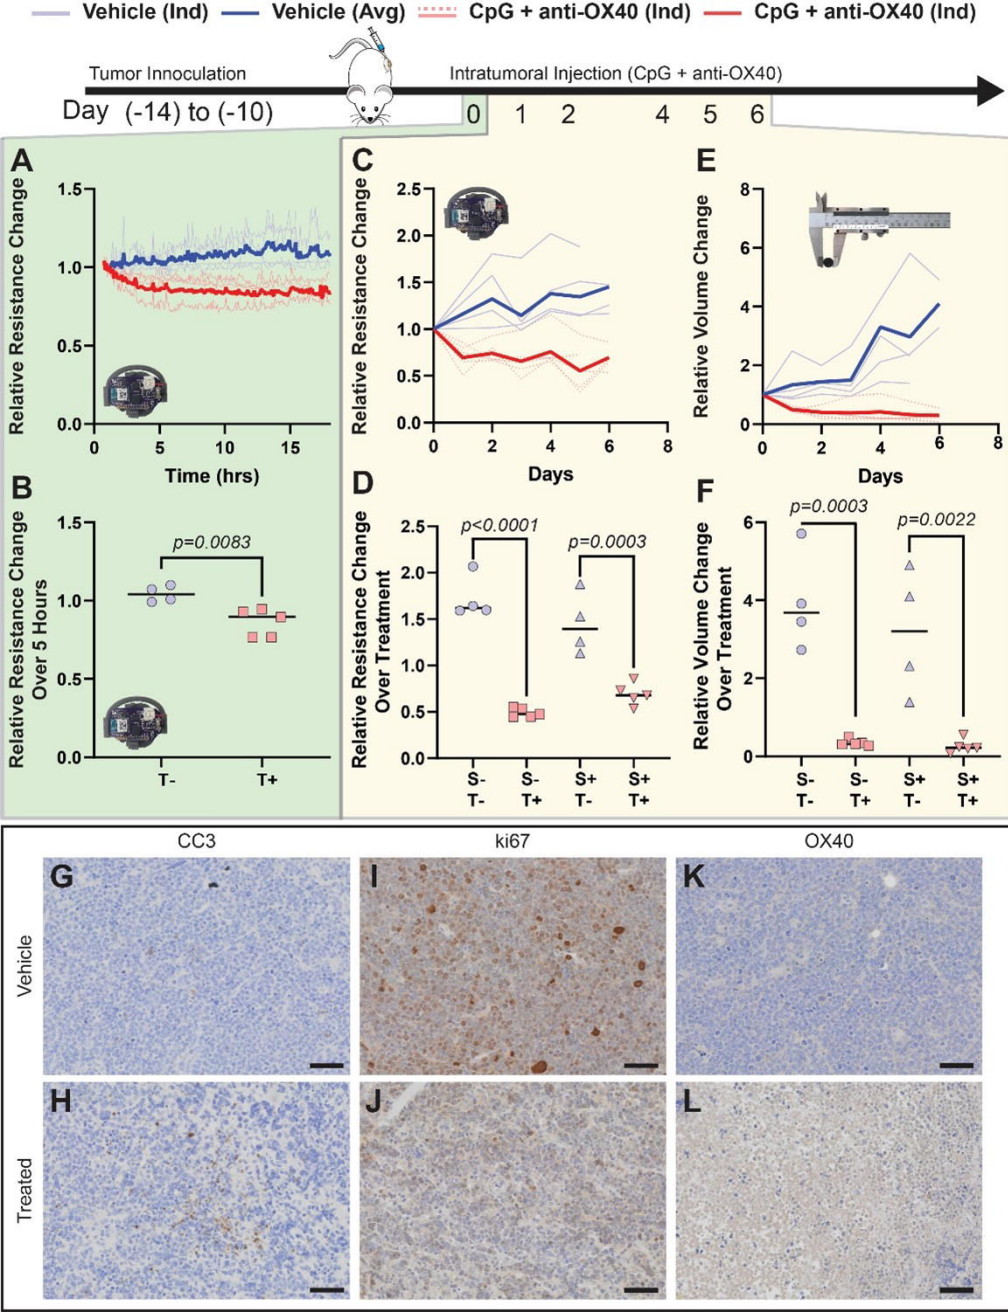 Vehicle (Ind) Vehicle (Avg) CpG + anti-OX40 (Ind) CpG + anti-OX40 (Ind)
Tumor Innoculation
Intratumoral Injection (CpG + anti-OX40)
Day (-14) to (-10) 0 1 2 4 5 6
A
Relative Resistance Change
1.5
1.0
0.5
0.0
0 5 10 15
Time (hrs)
B
Relative Resistance Change
Over 5 Hours
1.5
1.0
0.5
0.0
p=0.0083
T- T+
C
Relative Resistance Change
2.5
2.0
1.5
1.0
0.5
0.0
0 2 4 6 8
Days
D
Relative Resistance Change
Over Treatment
2.5
2.0
1.5
1.0
0.5
0.0
p<0.0001
p=0.0003
S- S- S+ S+
T- T+ T- T+
E
Relative Volume Change
8
6
4
2
0
0 2 4 6 8
Days
F
Relative Volume Change
Over Treatment
6
4
2
0
p=0.0003
p=0.0022
S- S- S+ S+
T- T+ T- T+
CC3 ki67 OX40
Vehicle
G I K
Treated
H J L